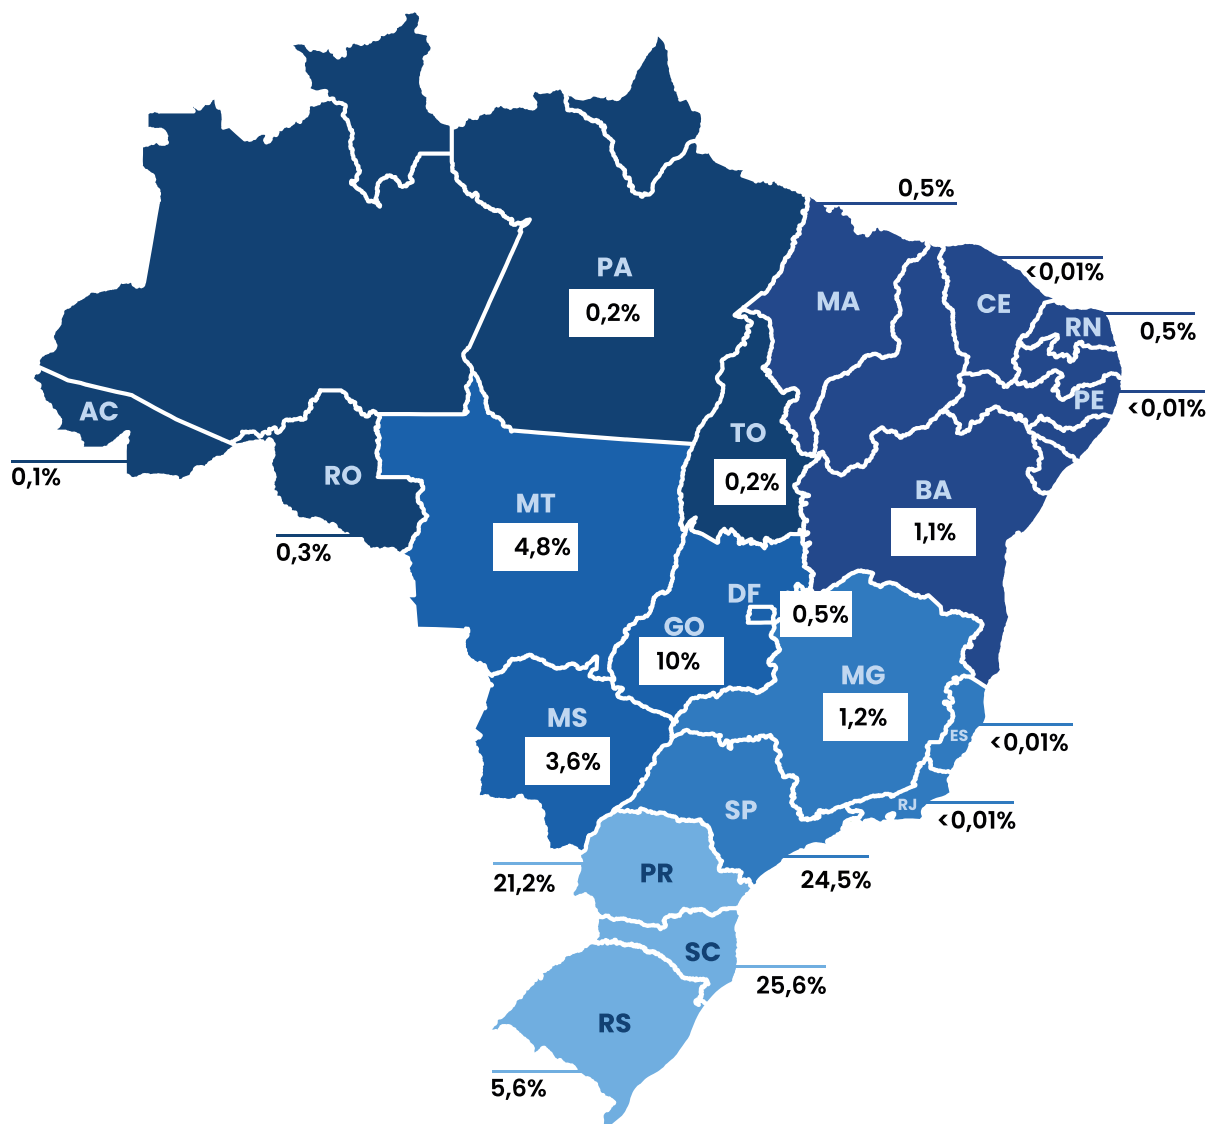 0,5%
PA
0,2%
<0,01%
MA
CE
RN
0,5%
AC
PE
<0,01%
TO
0,2%
0,1%
RO
MT
4,8%
BA
1,1%
0,3%
DF
0,5%
GO
10%
MG
1,2%
MS
3,6%
ES
<0,01%
SP
RJ
<0,01%
PR
21,2%
24,5%
SC
25,6%
RS
5,6%